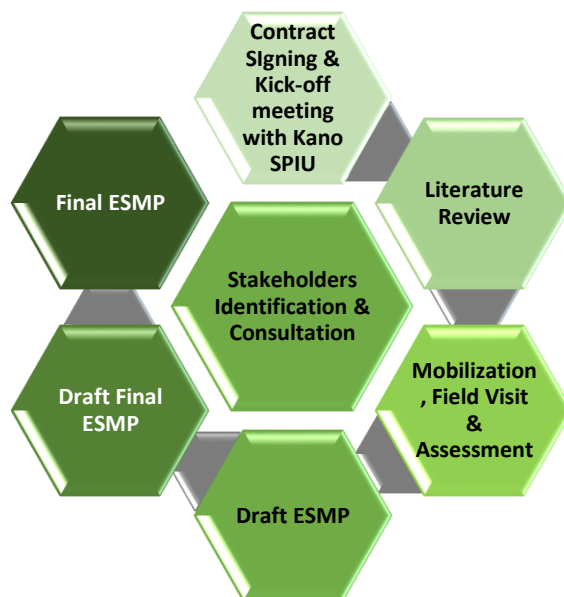 Contract
SIgning &
Kick-off
meeting
with Kano
SPIU
Literature
Review
Final ESMP
Stakeholders
Identification &
Consultation
Mobilization
, Field Visit
&
Assessment
Draft Final
ESMP
Draft ESMP